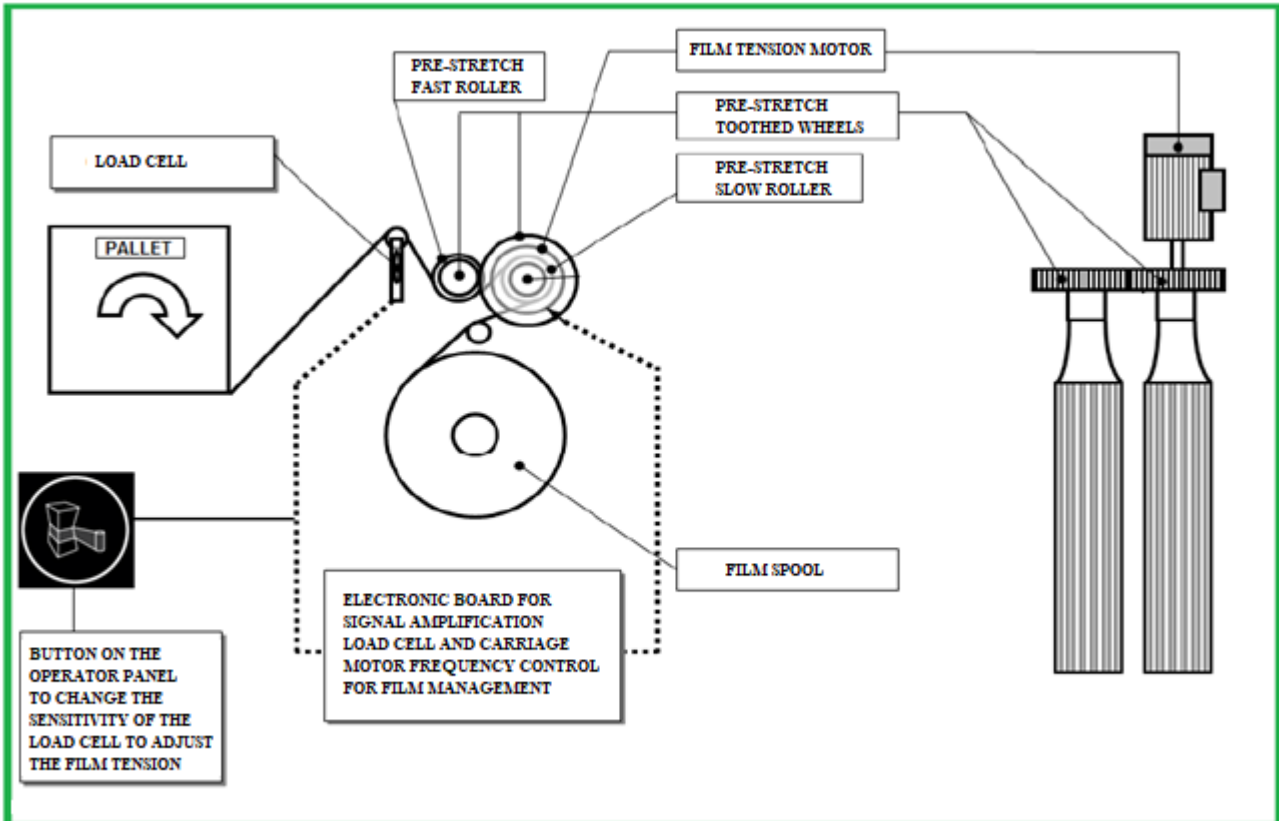 FILM TENSION MOTOR
PRE-STRETCH
FAST ROLLER
PRE-STRETCH
TOOTHED WHEELS
LOAD CELL
PRE-STRETCH
SLOW ROLLER
PALLET
FILM SPOOL
ELECTRONIC BOARD FOR
SIGNAL AMPLIFICATION
LOAD CELL AND CARRIAGE
MOTOR FREQUENCY CONTROL
FOR FILM MANAGEMENT
BUTTON ON THE
OPERATOR PANEL
TO CHANGE THE
SENSITIVITY OF THE
LOAD CELL TO ADJUST
THE FILM TENSION